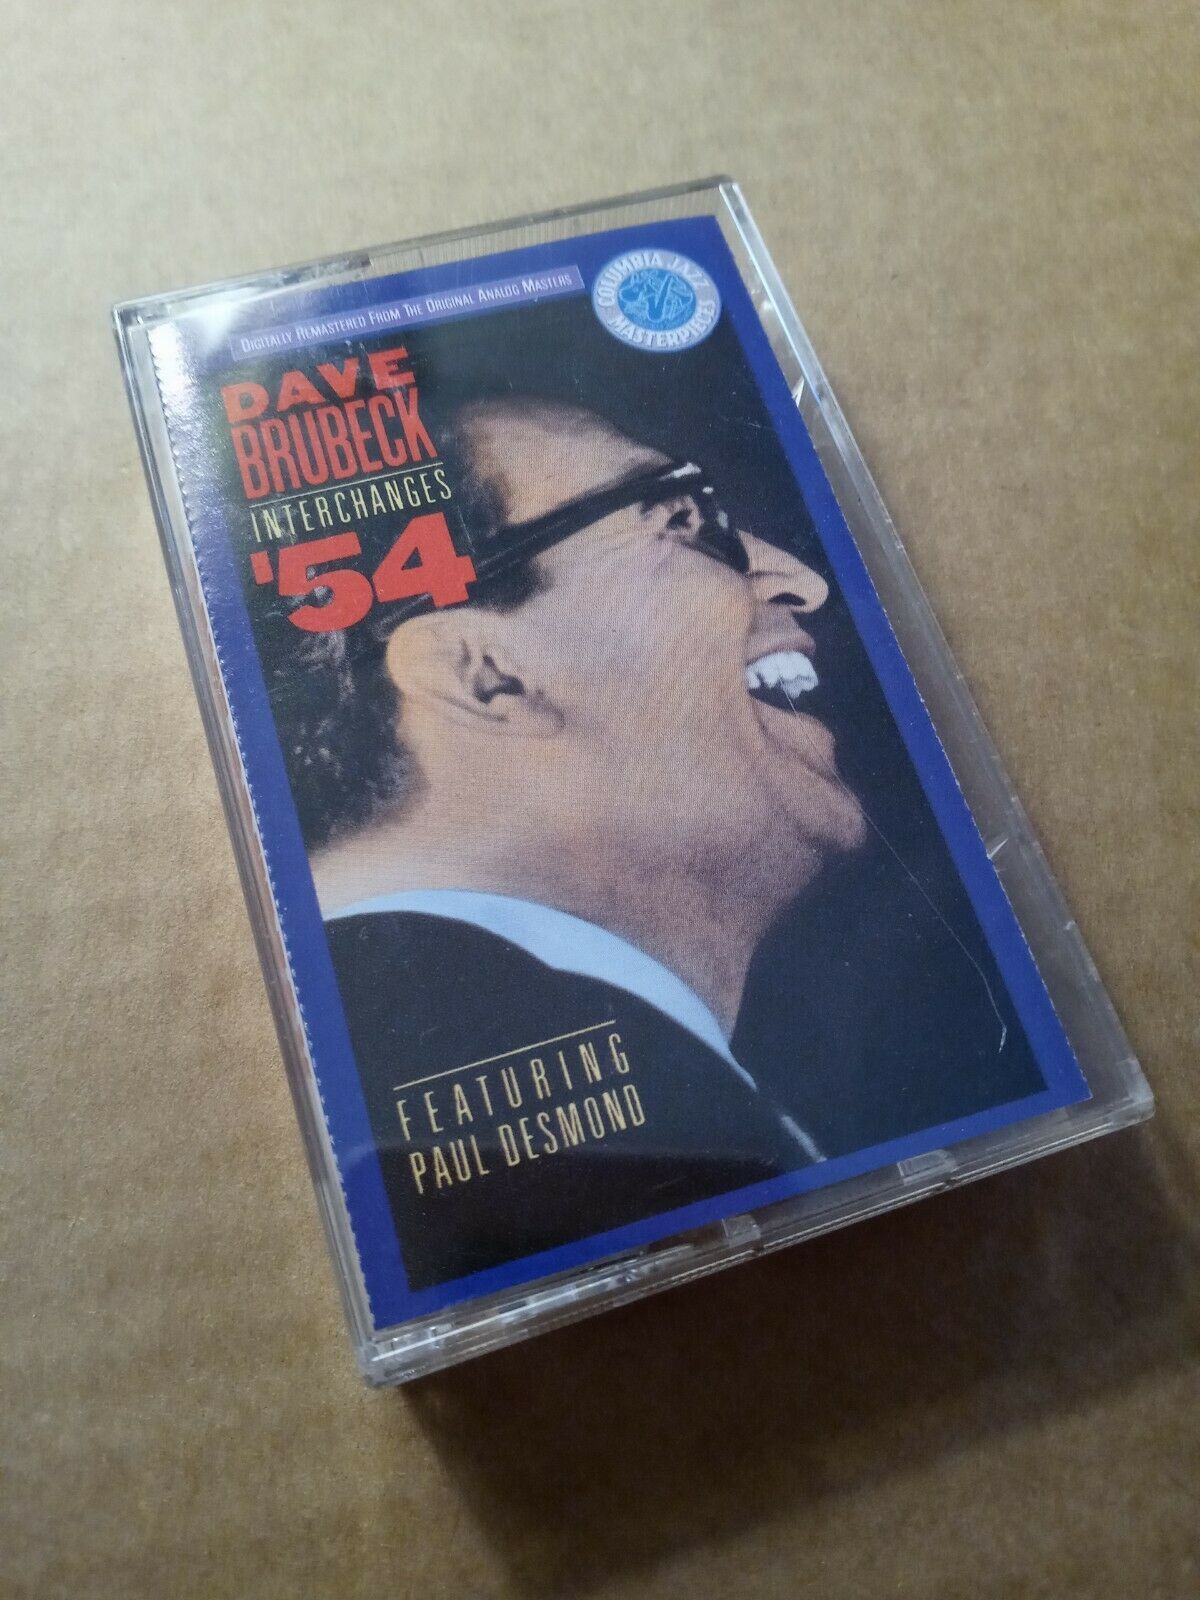 DIGITALLY REMASTERED FROM THE ORIGINAL ANALOG MASTERS
COLUMBIA JAZZ
MASTERPIECES
DAVE
BRUBECK
INTERCHANGES
'54
FEATURING
PAUL DESMOND